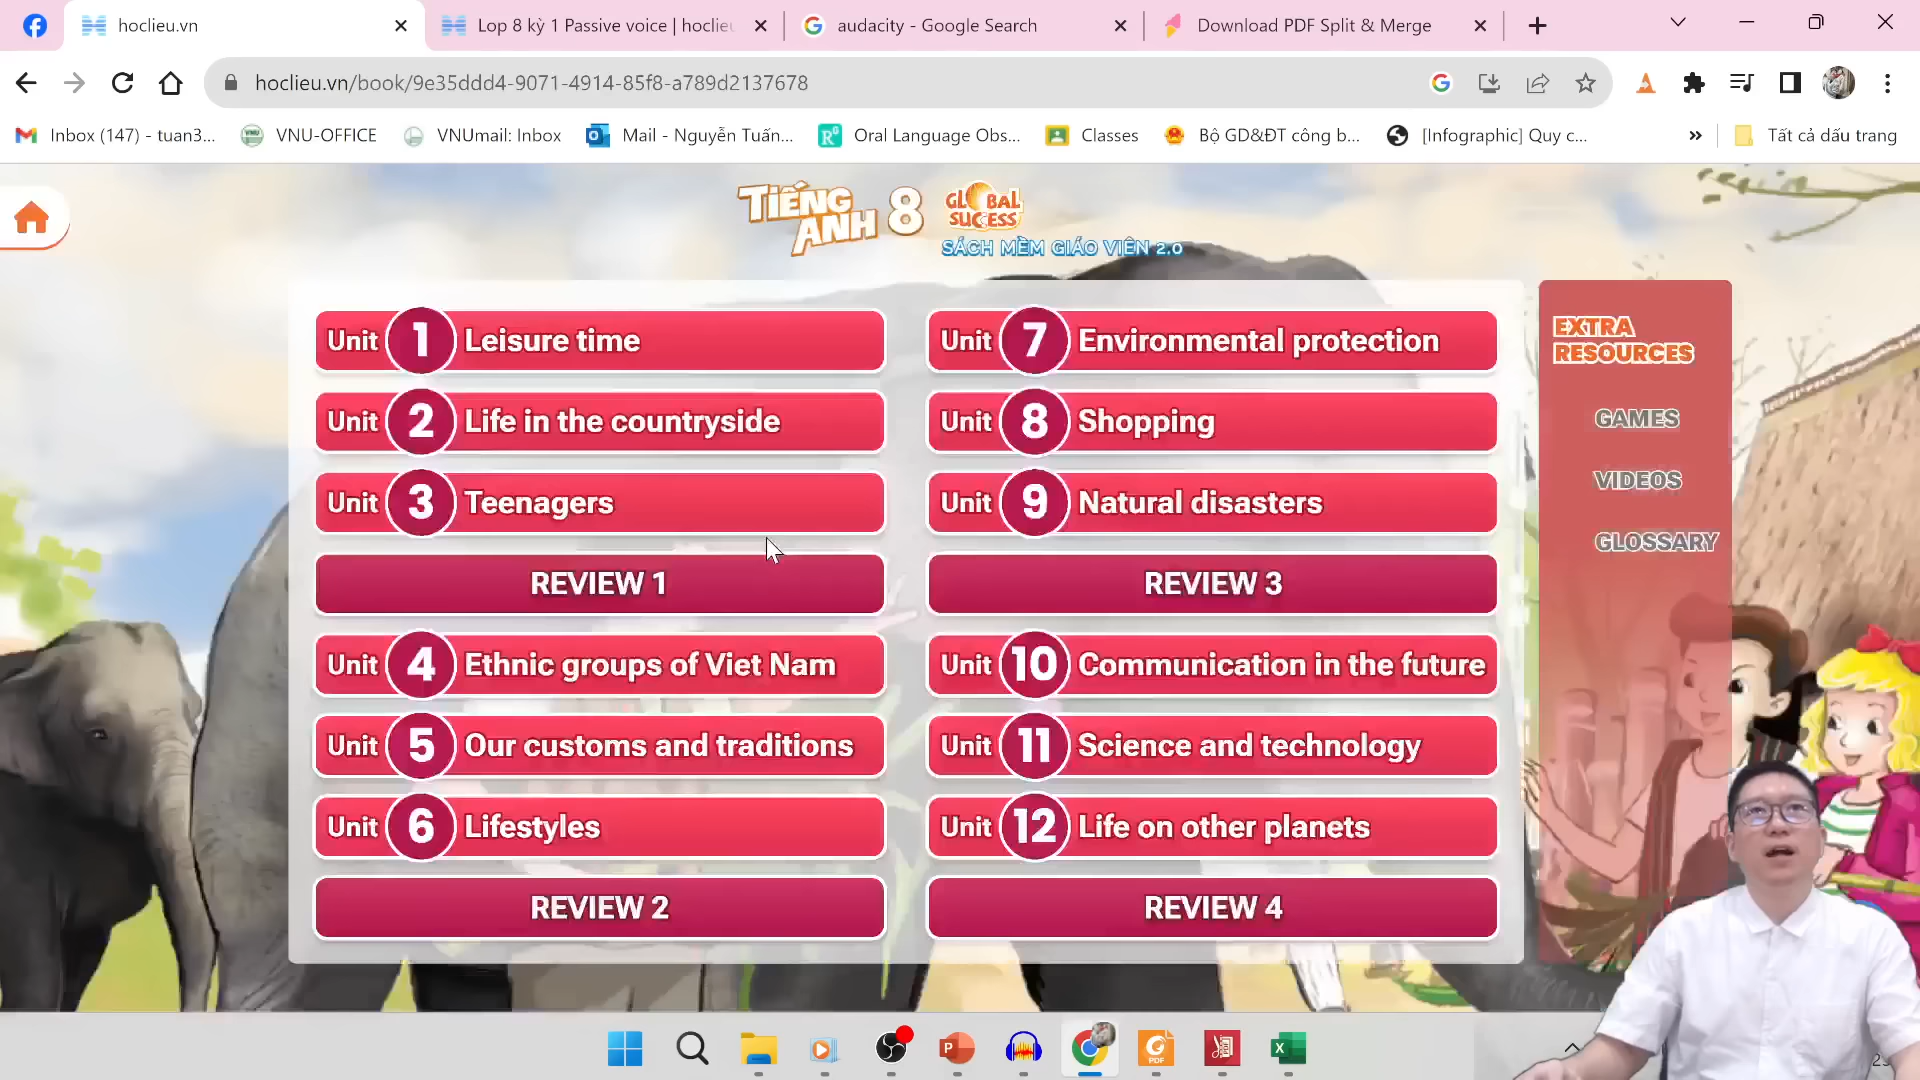 hoclieu.vn
Lop 8 kỳ 1 Passive voice | hoclieu
audacity - Google Search
Download PDF Split & Merge
hoclieu.vn/book/9e35ddd4-9071-4914-85f8-a789d2137678
Inbox (147) - tuan3...
VNU-OFFICE
VNUmail: Inbox
Mail - Nguyễn Tuấn...
Oral Language Obs...
Classes
Bộ GD&ĐT công b...
[Infographic] Quy c...
»
Tất cả dấu trang
TIẾNG ANH 8
GLOBAL SUCCESS
SÁCH MỀM GIÁO VIÊN 2.0
Unit 1 Leisure time
Unit 2 Life in the countryside
Unit 3 Teenagers
REVIEW 1
Unit 4 Ethnic groups of Viet Nam
Unit 5 Our customs and traditions
Unit 6 Lifestyles
REVIEW 2
Unit 7 Environmental protection
Unit 8 Shopping
Unit 9 Natural disasters
REVIEW 3
Unit 10 Communication in the future
Unit 11 Science and technology
Unit 12 Life on other planets
REVIEW 4
EXTRA
RESOURCES
GAMES
VIDEOS
GLOSSARY